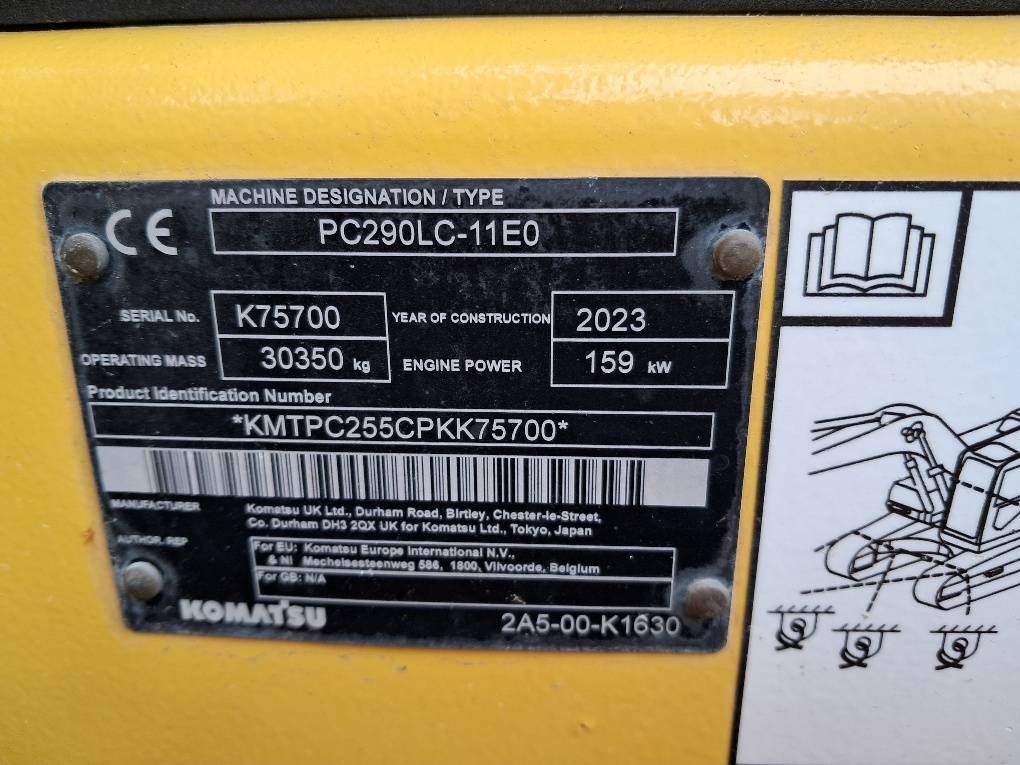 CE
MACHINE DESIGNATION / TYPE
PC290LC-11E0
SERIAL No. K75700 YEAR OF CONSTRUCTION 2023
OPERATING MASS 30350 kg ENGINE POWER 159 kW
Product Identification Number
*KMTPC255CPKK75700*
MANUFACTURER Komatsu UK Ltd., Durham Road, Birtley, Chester-le-Street,
Co. Durham DH3 2QX UK for Komatsu Ltd., Tokyo, Japan
AUTHOR. REP For EU: Komatsu Europe International N.V.,
& NI Mechelsesteenweg 586, 1800, Vilvoorde, Belgium
For GB: N/A
KOMATSU 2A5-00-K1630